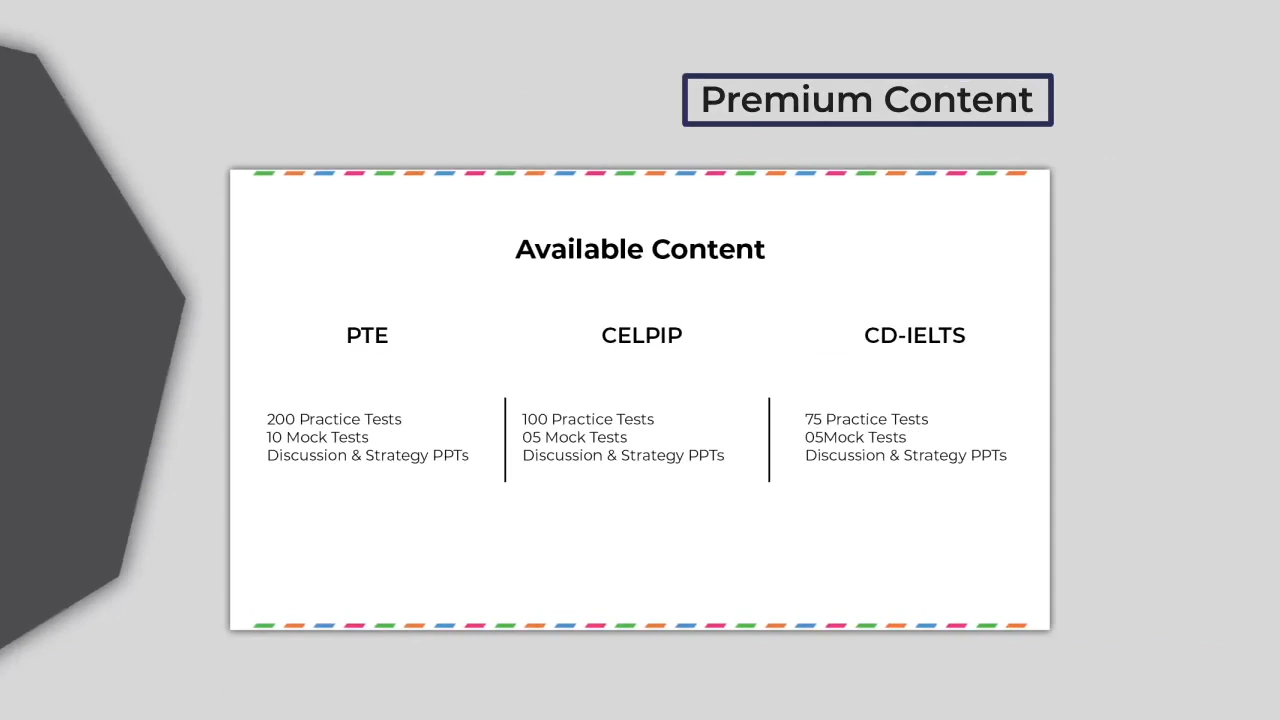 Premium Content
Available Content
PTE
CELPIP
CD-IELTS
200 Practice Tests
10 Mock Tests
Discussion & Strategy PPTs
100 Practice Tests
05 Mock Tests
Discussion & Strategy PPTs
75 Practice Tests
05Mock Tests
Discussion & Strategy PPTs